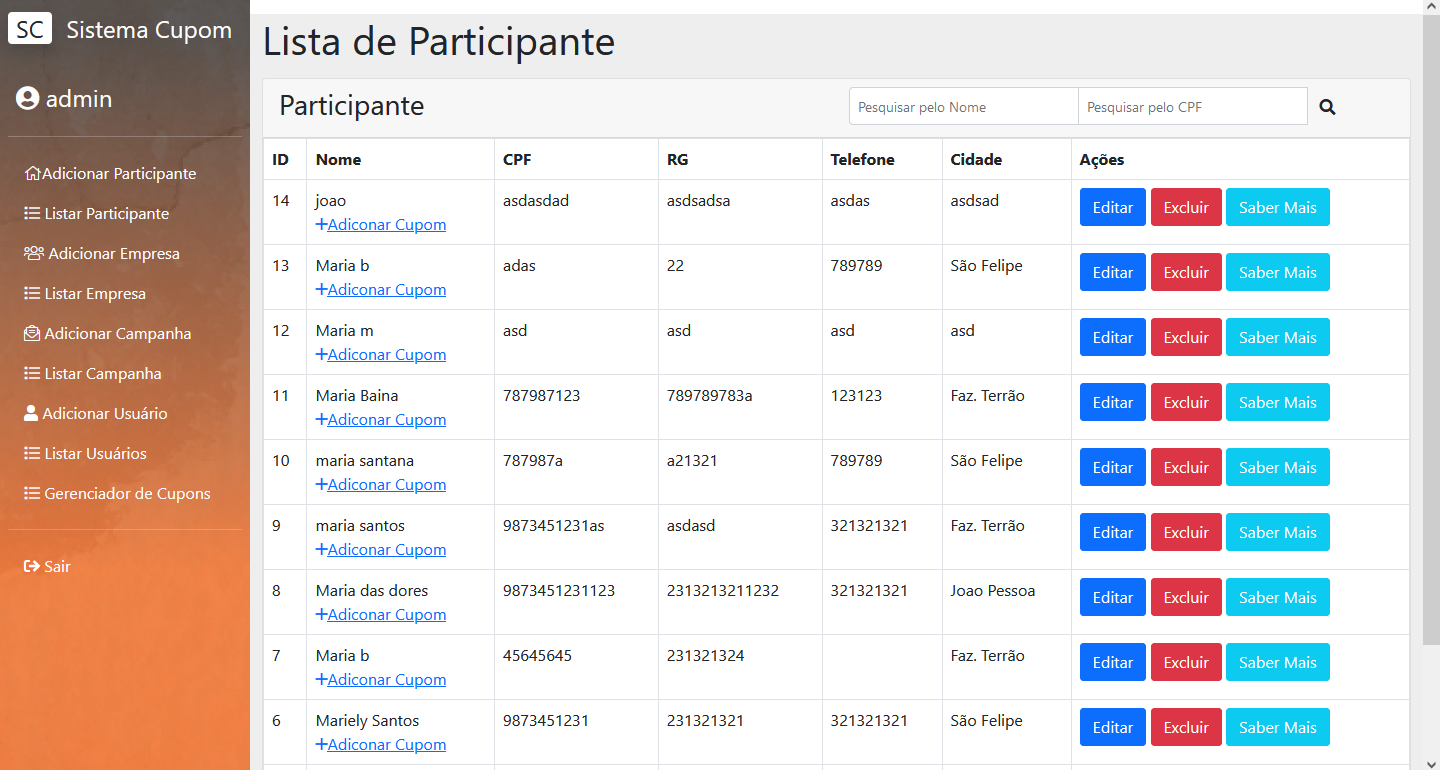 SC Sistema Cupom
admin
Adicionar Participante
Listar Participante
Adicionar Empresa
Listar Empresa
Adicionar Campanha
Listar Campanha
Adicionar Usuário
Listar Usuários
Gerenciador de Cupons
Sair
Lista de Participante
Participante Pesquisar pelo Nome Pesquisar pelo CPF
ID Nome CPF RG Telefone Cidade Ações
14 joao asdasdad asdsadsa asdas asdsad Editar Excluir Saber Mais
+Adiconar Cupom
13 Maria b adas 22 789789 São Felipe Editar Excluir Saber Mais
+Adiconar Cupom
12 Maria m asd asd asd asd Editar Excluir Saber Mais
+Adiconar Cupom
11 Maria Baina 787987123 789789783a 123123 Faz. Terrão Editar Excluir Saber Mais
+Adiconar Cupom
10 maria santana 787987a a21321 789789 São Felipe Editar Excluir Saber Mais
+Adiconar Cupom
9 maria santos 9873451231as asdasd 321321321 Faz. Terrão Editar Excluir Saber Mais
+Adiconar Cupom
8 Maria das dores 9873451231123 2313213211232 321321321 Joao Pessoa Editar Excluir Saber Mais
+Adiconar Cupom
7 Maria b 45645645 231321324 Faz. Terrão Editar Excluir Saber Mais
+Adiconar Cupom
6 Mariely Santos 9873451231 231321321 321321321 São Felipe Editar Excluir Saber Mais
+Adiconar Cupom